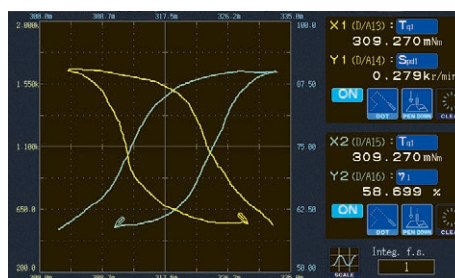 300.0m 308.7m 317.5m 326.2m 335.0m
2.000k 100.0
1.550k 87.50
1.100k 75.00
650.0 62.50
200.0 50.00
X1 (D/A13) : Tq1
309.270mNm
Y1 (D/A14) : Spd1
0.279kr/min
ON DOT PEN DOWN
X2 (D/A15) : Tq1
309.270mNm
Y2 (D/A16) : η1
58.699 %
ON DOT PEN DOWN
SCALE
Integ. f.s.
1